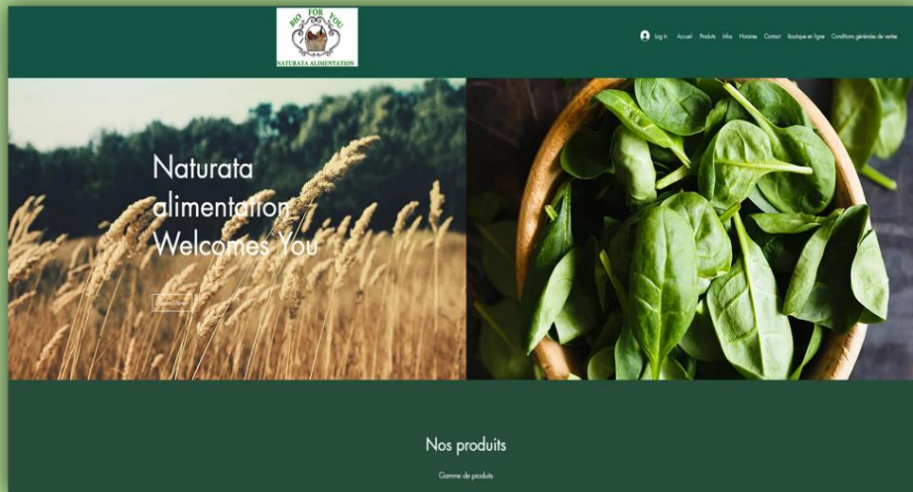 BIO FOR YOU
NATURATA ALIMENTATION
Log In Accueil Produits Infos Horaires Contact Boutique en ligne Conditions générales de ventes
Naturata
alimentation
Welcomes You
Nos produits
Gamme de produits